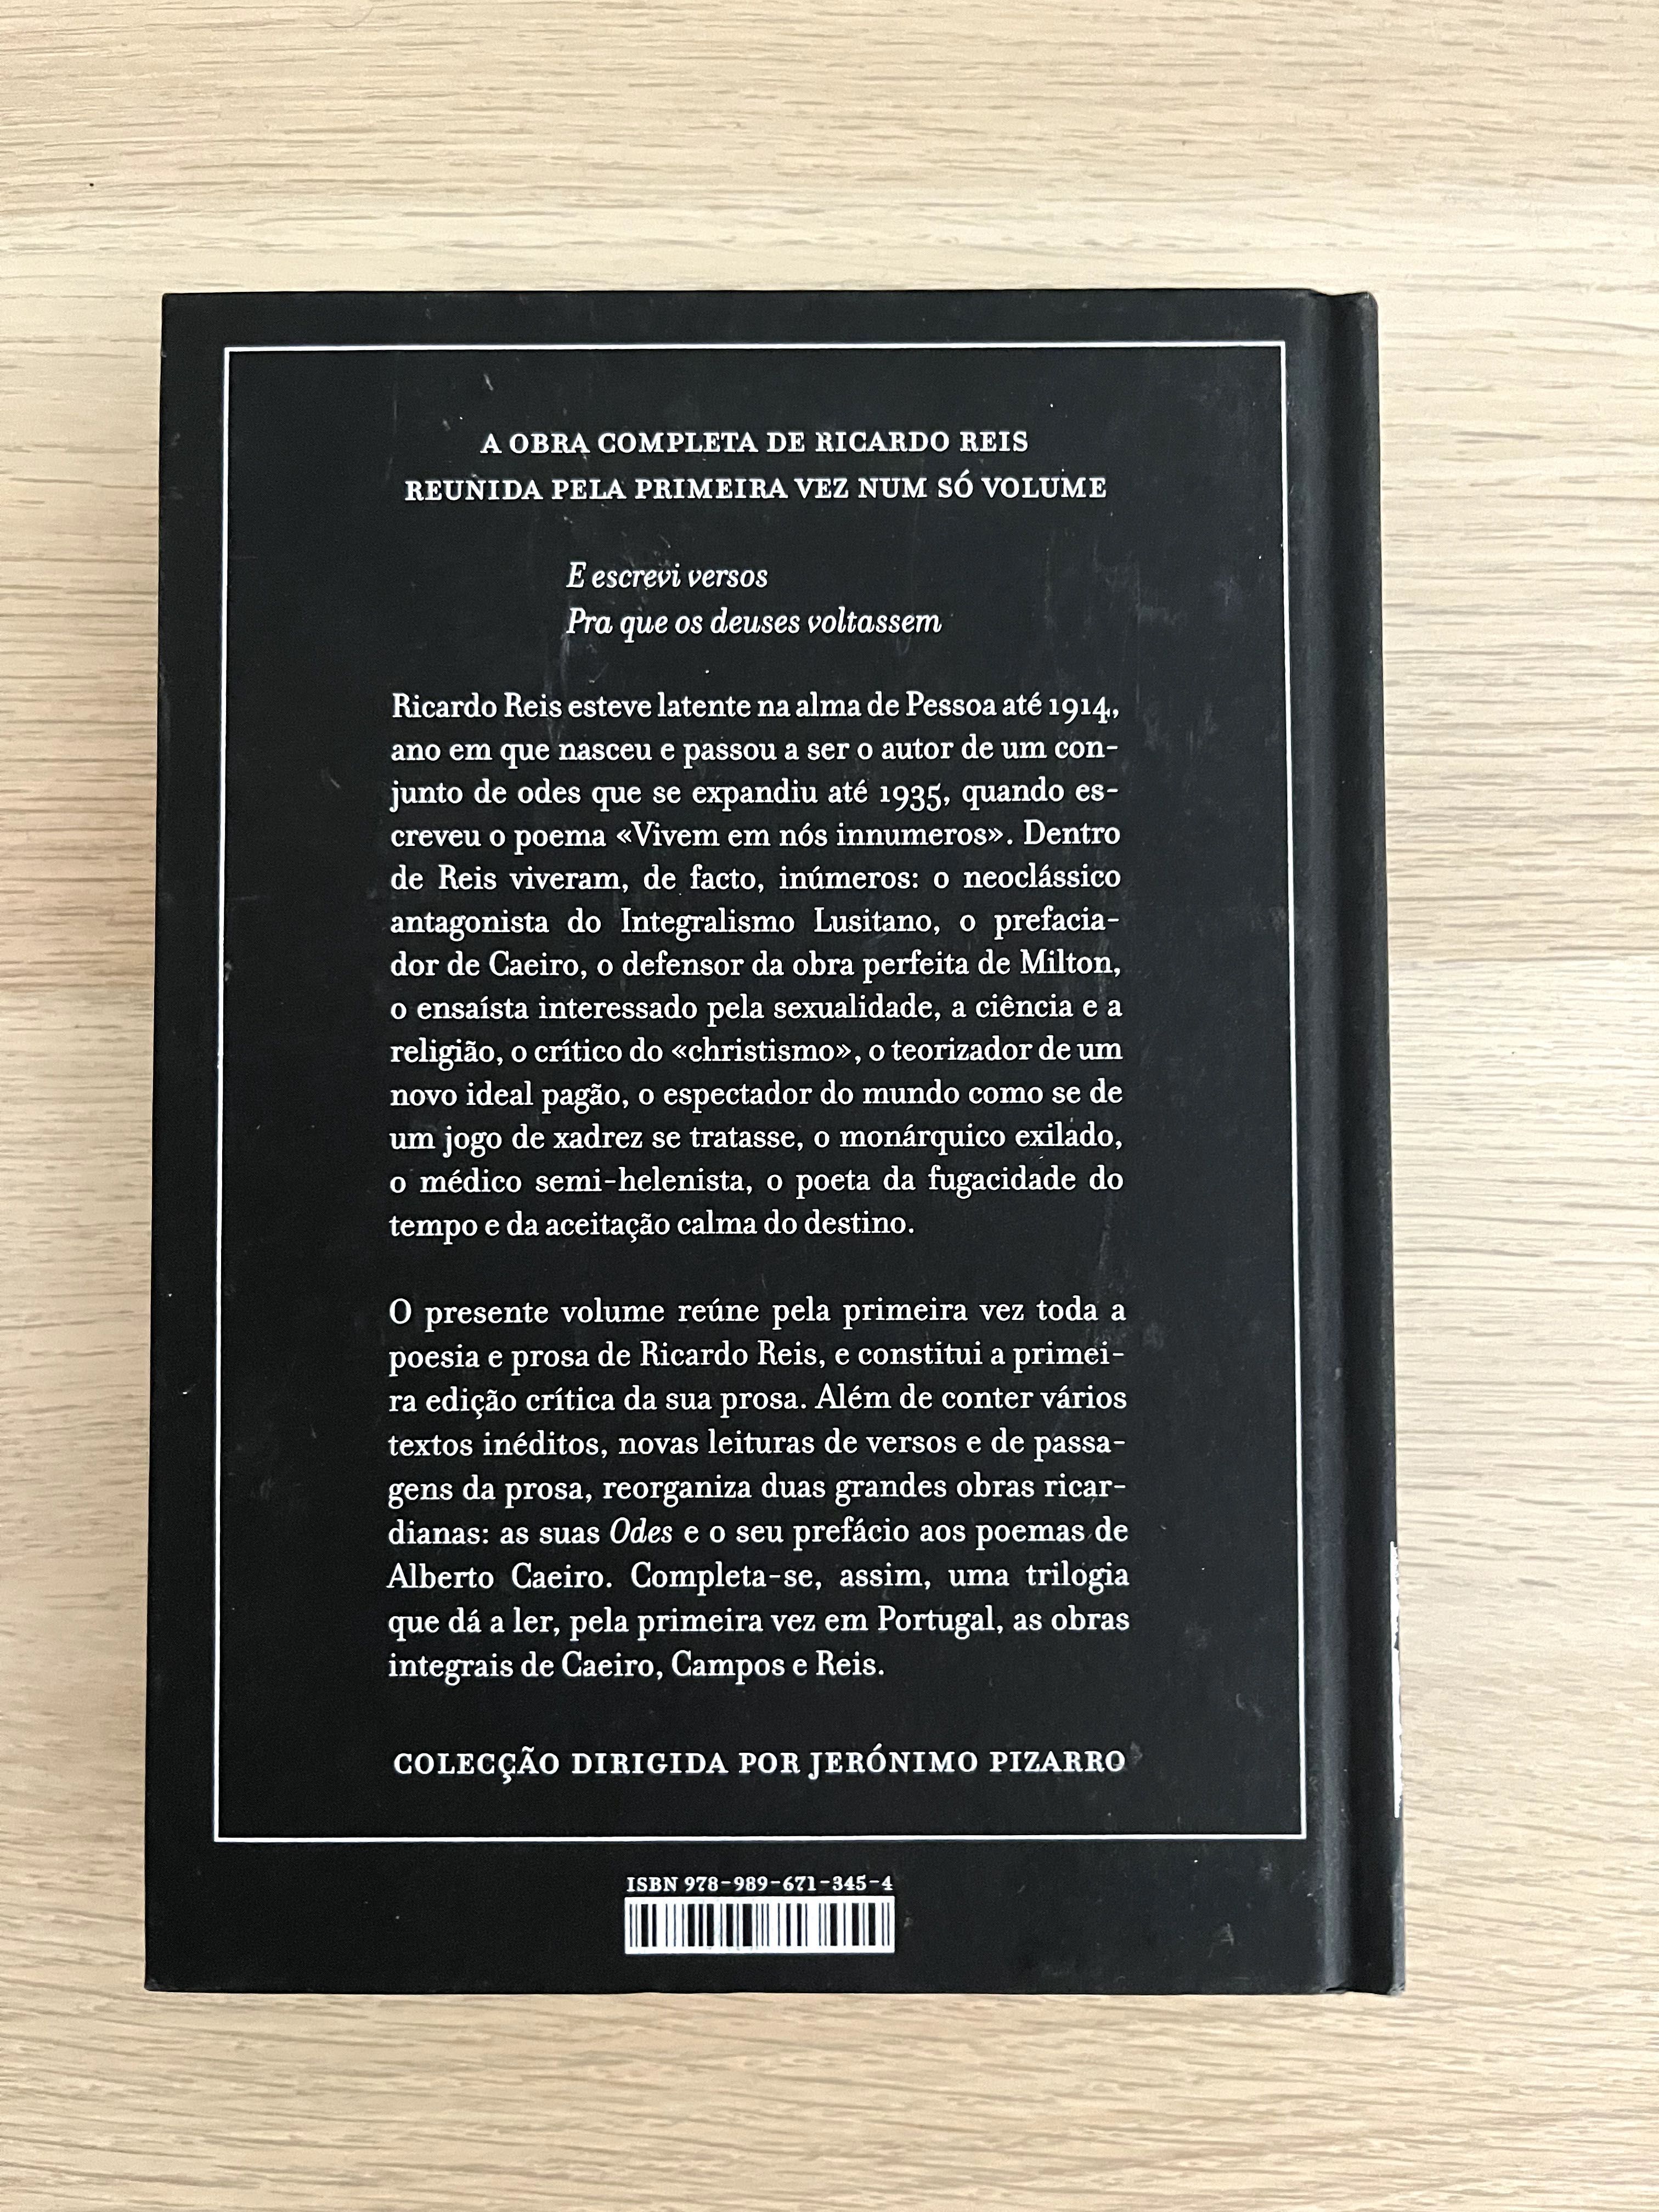 A OBRA COMPLETA DE RICARDO REIS
REUNIDA PELA PRIMEIRA VEZ NUM SÓ VOLUME
E escrevi versos
Pra que os deuses voltassem
Ricardo Reis esteve latente na alma de Pessoa até 1914,
ano em que nasceu e passou a ser o autor de um con-
junto de odes que se expandiu até 1935, quando es-
creveu o poema «Vivem em nós innumeros». Dentro
de Reis viveram, de facto, inúmeros: o neoclássico
antagonista do Integralismo Lusitano, o prefacia-
dor de Caeiro, o defensor da obra perfeita de Milton,
o ensaísta interessado pela sexualidade, a ciência e a
religião, o crítico do «christismo», o teorizador de um
novo ideal pagão, o espectador do mundo como se de
um jogo de xadrez se tratasse, o monárquico exilado,
o médico semi-helenista, o poeta da fugacidade do
tempo e da aceitação calma do destino.
O presente volume reúne pela primeira vez toda a
poesia e prosa de Ricardo Reis, e constitui a primei-
ra edição crítica da sua prosa. Além de conter vários
textos inéditos, novas leituras de versos e de passa-
gens da prosa, reorganiza duas grandes obras ricar-
dianas: as suas Odes e o seu prefácio aos poemas de
Alberto Caeiro. Completa-se, assim, uma trilogia
que dá a ler, pela primeira vez em Portugal, as obras
integrais de Caeiro, Campos e Reis.
COLECÇÃO DIRIGIDA POR JERÓNIMO PIZARRO
ISBN 978-989-671-345-4